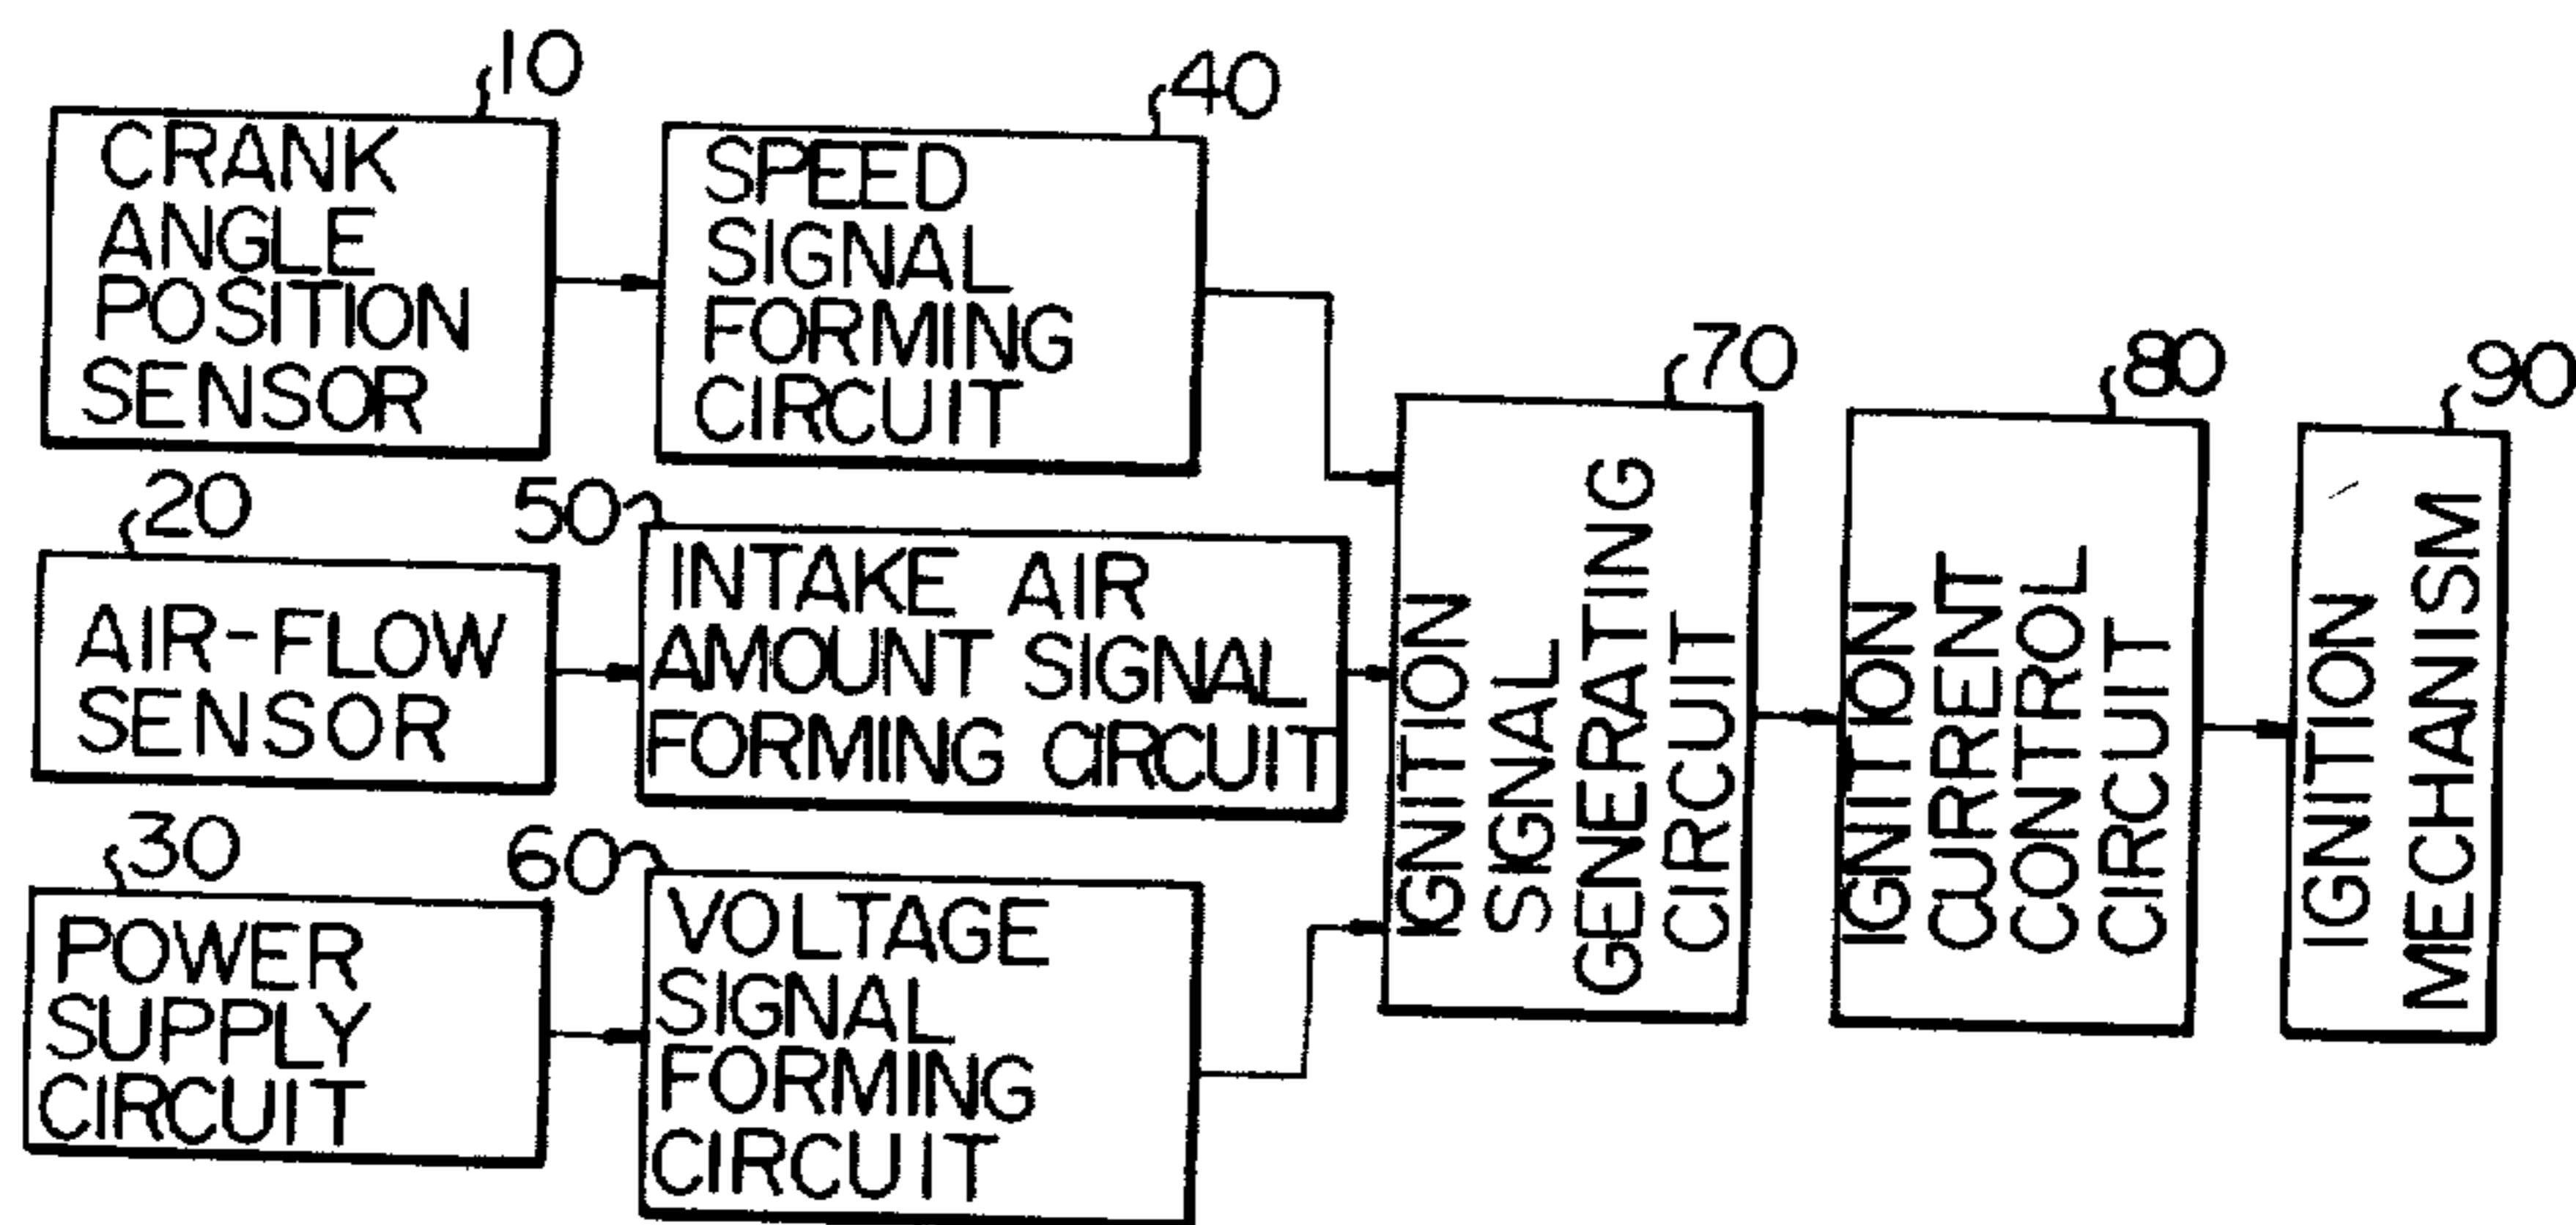 10
CRANK
ANGLE
POSITION
SENSOR
40
SPEED
SIGNAL
FORMING
CIRCUIT
20
AIR-FLOW
SENSOR
50
INTAKE AIR
AMOUNT SIGNAL
FORMING CIRCUIT
30
POWER
SUPPLY
CIRCUIT
60
VOLTAGE
SIGNAL
FORMING
CIRCUIT
70
IGNITION
SIGNAL
GENERATING
CIRCUIT
80
IGNITION
CURRENT
CONTROL
CIRCUIT
90
IGNITION
MECHANISM